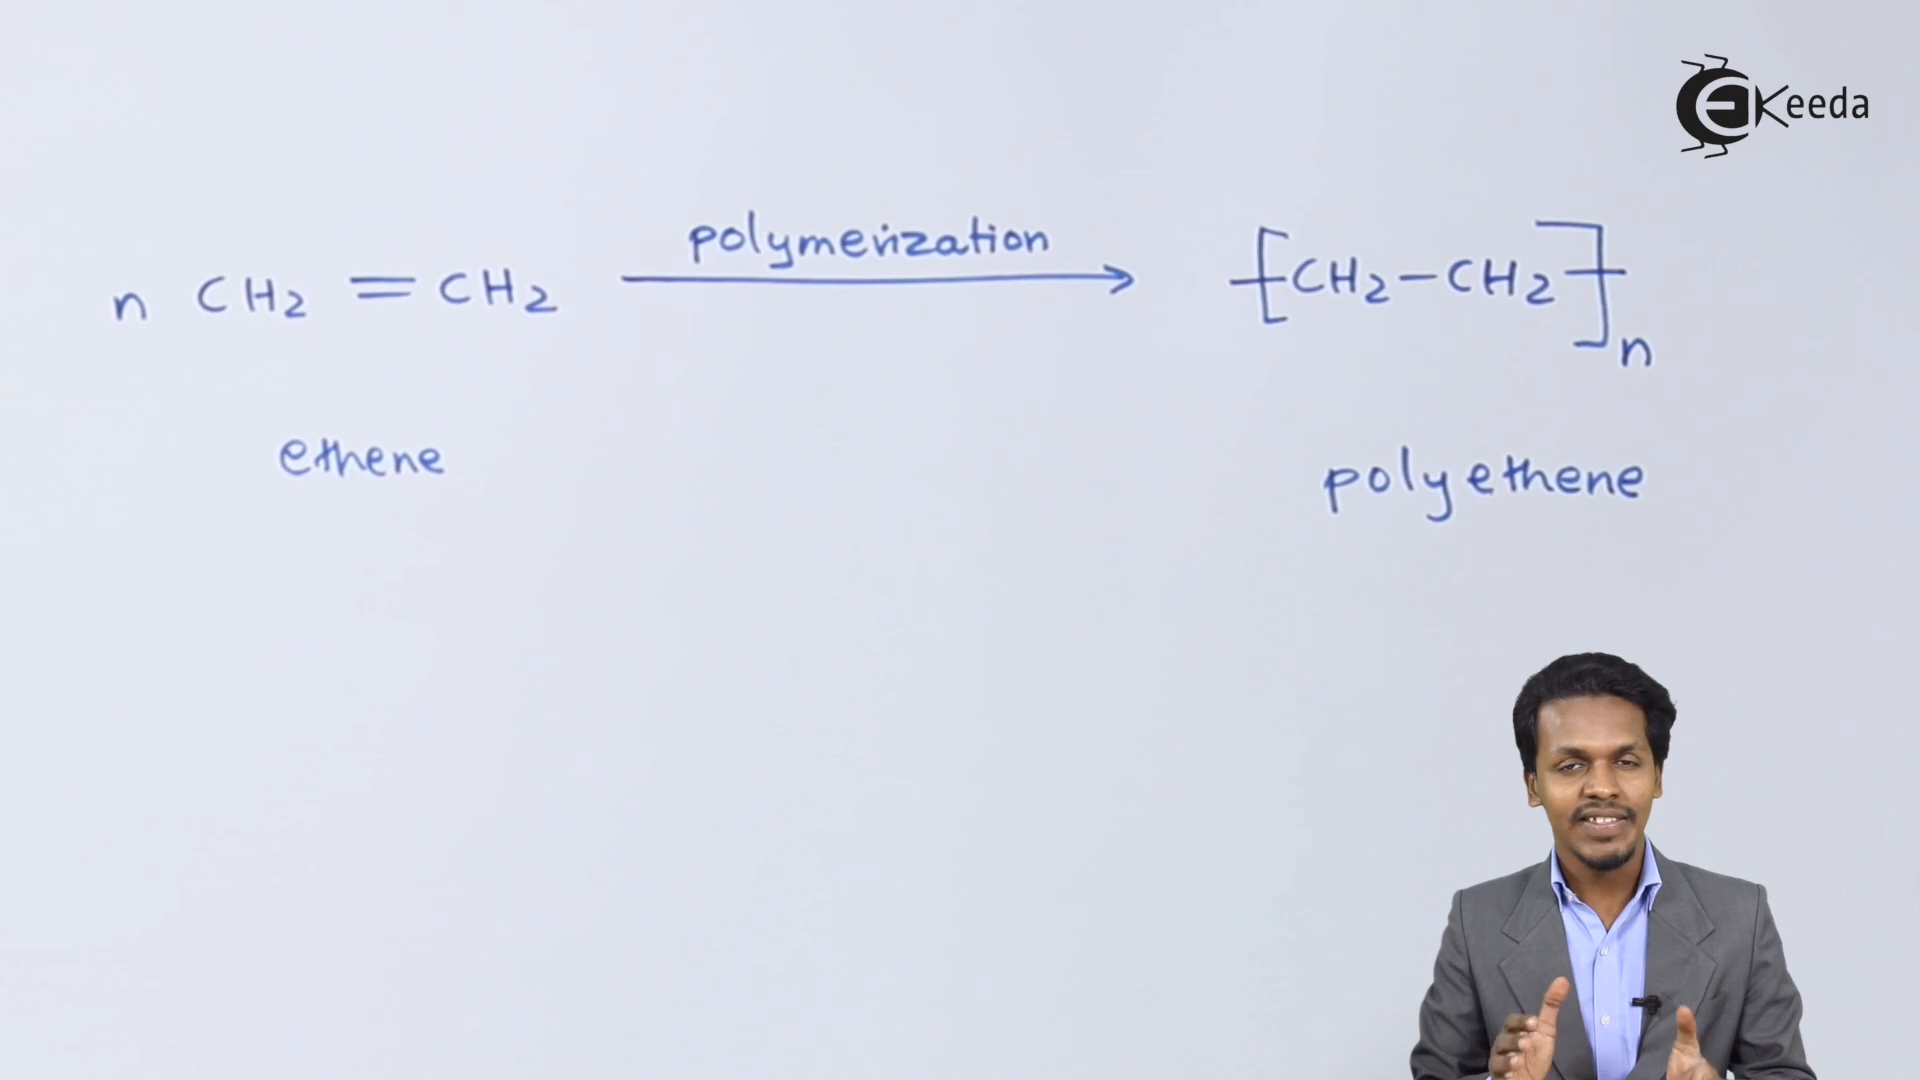 Keeda
polymerization
n CH2 = CH2 → -[CH2-CH2]-n
ethene
polyethene